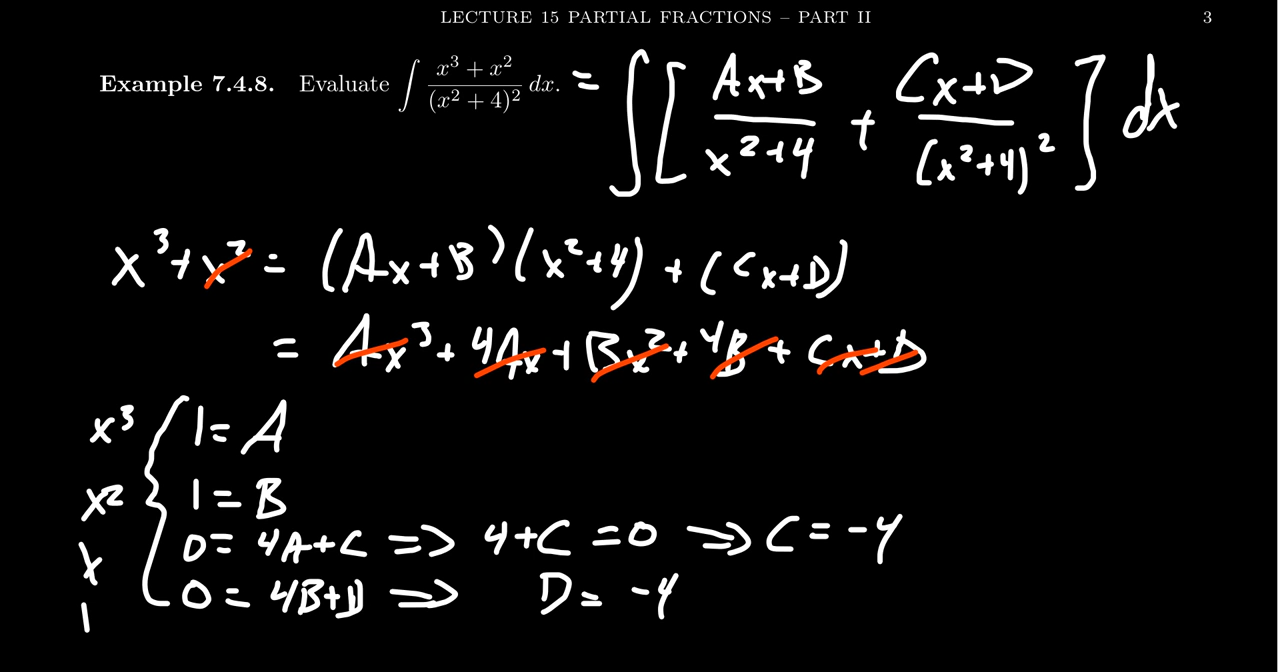 LECTURE 15 PARTIAL FRACTIONS – PART II 3
Example 7.4.8. Evaluate ∫ (x³ + x²)/(x² + 4)² dx. = ∫ [ (Ax+B)/(x²+4) + (Cx+D)/(x²+4)² ] dx
x³+x² = (Ax+B)(x²+4) + (Cx+D)
= Ax³ + 4Ax + Bx² + 4B + Cx+D
x³ { 1 = A
x² 1 = B
x 0 = 4A+C ⟹ 4+C = 0 ⟹ C = -4
1 0 = 4B+D ⟹ D = -4